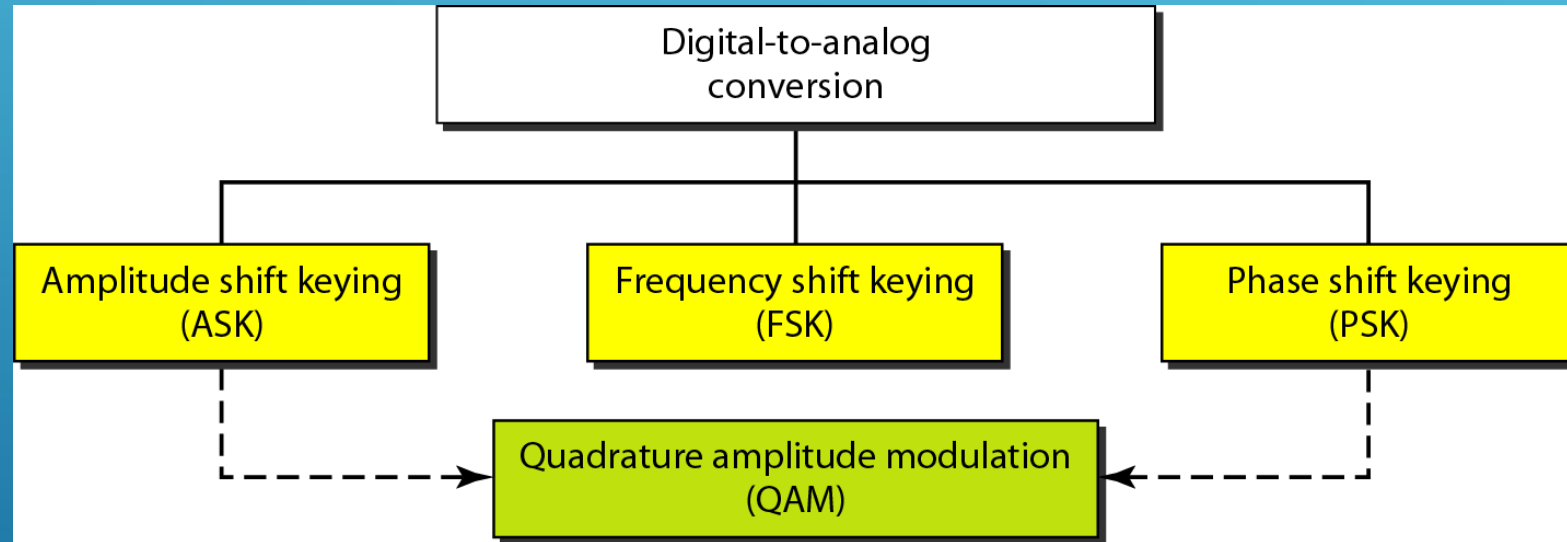 Digital-to-analog
conversion
Amplitude shift keying
(ASK)
Frequency shift keying
(FSK)
Phase shift keying
(PSK)
Quadrature amplitude modulation
(QAM)